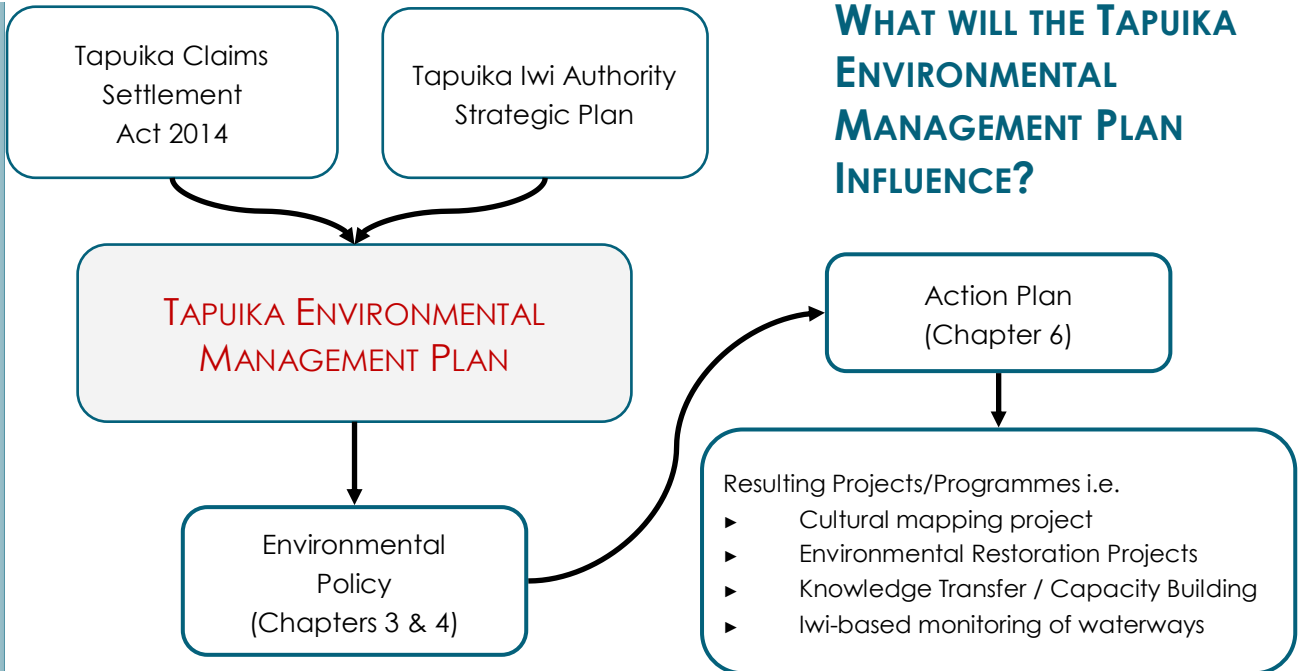 WHAT WILL THE TAPUIKA
ENVIRONMENTAL
MANAGEMENT PLAN
INFLUENCE?
Tapuika Claims
Settlement
Act 2014
Tapuika Iwi Authority
Strategic Plan
TAPUIKA ENVIRONMENTAL
MANAGEMENT PLAN
Environmental
Policy
(Chapters 3 & 4)
Action Plan
(Chapter 6)
Resulting Projects/Programmes i.e.
► Cultural mapping project
► Environmental Restoration Projects
► Knowledge Transfer / Capacity Building
► Iwi-based monitoring of waterways